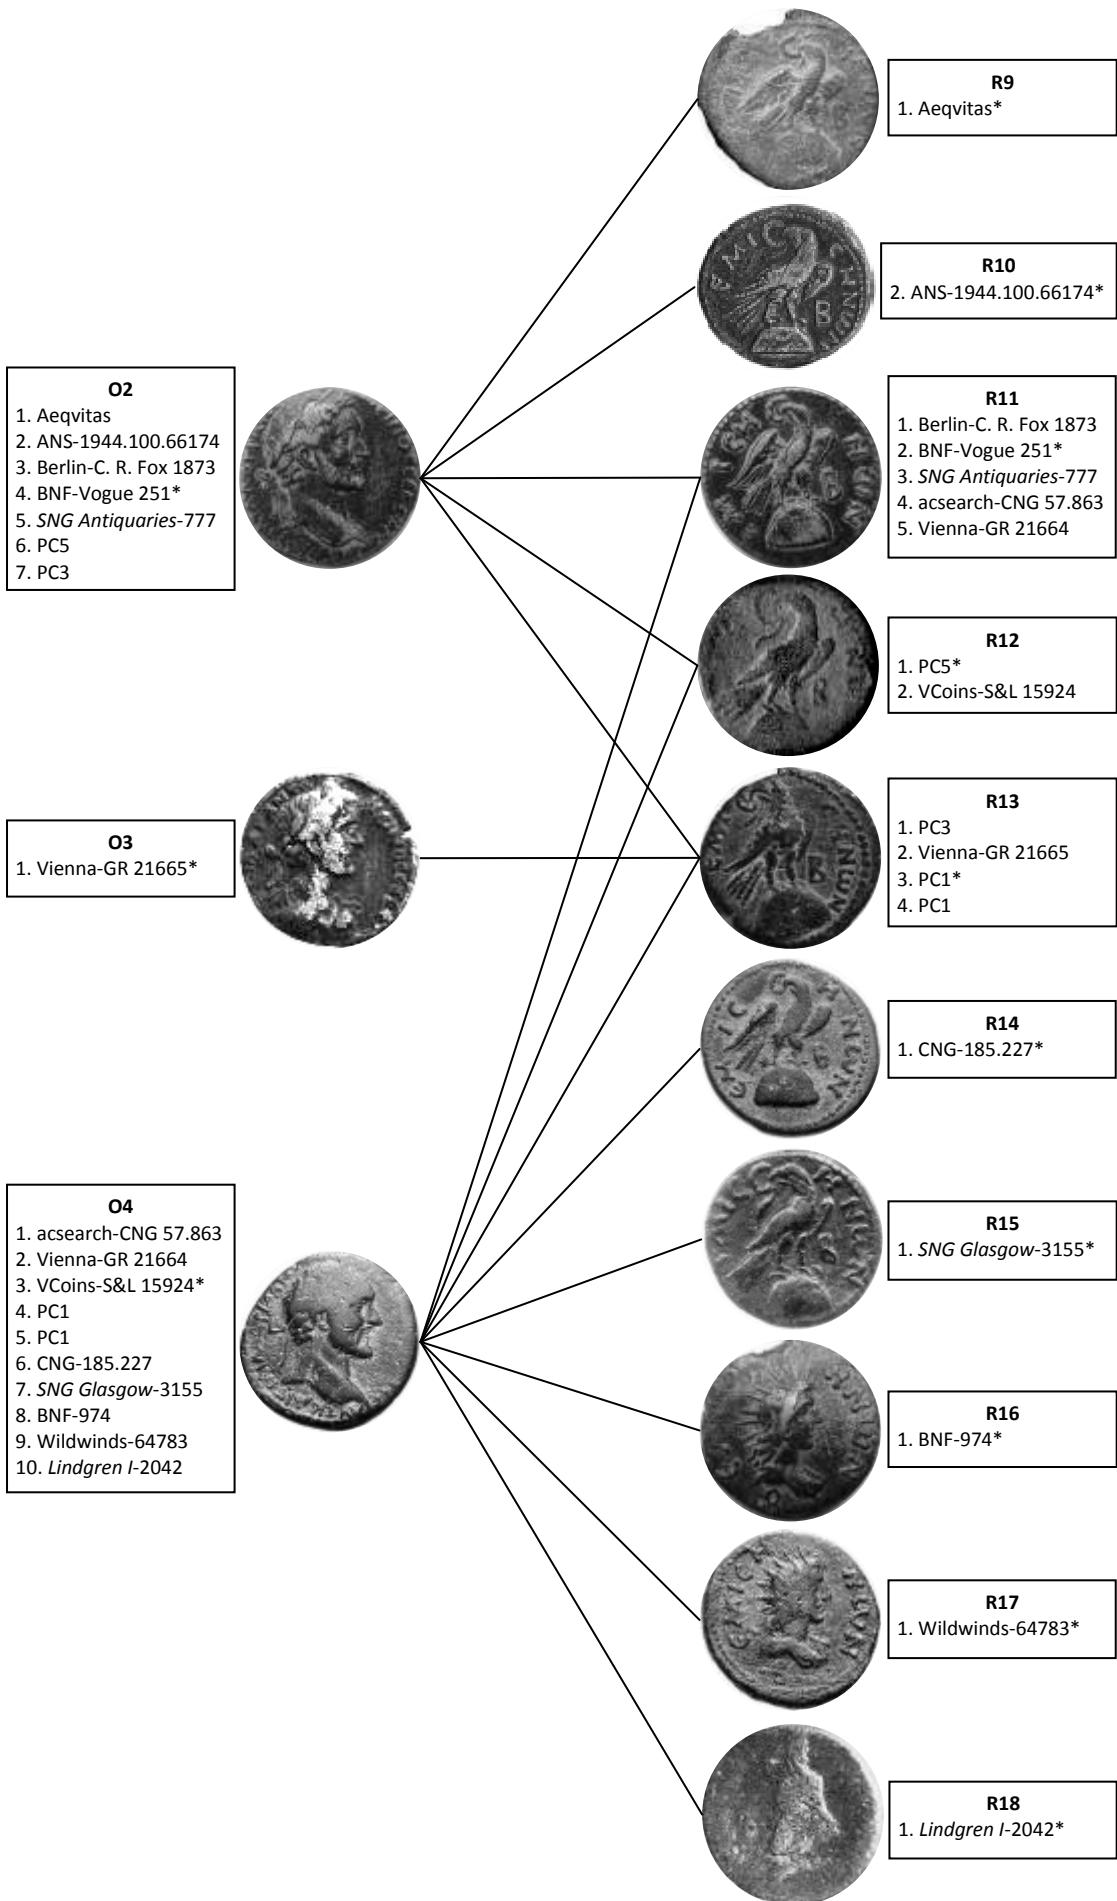 R9
1. Aeqvitas*
R10
2. ANS-1944.100.66174*
O2
1. Aeqvitas
2. ANS-1944.100.66174
3. Berlin-C. R. Fox 1873
4. BNF-Vogue 251*
5. SNG Antiquaries-777
6. PC5
7. PC3
R11
1. Berlin-C. R. Fox 1873
2. BNF-Vogue 251*
3. SNG Antiquaries-777
4. acsearch-CNG 57.863
5. Vienna-GR 21664
R12
1. PC5*
2. VCoins-S&L 15924
O3
1. Vienna-GR 21665*
R13
1. PC3
2. Vienna-GR 21665
3. PC1*
4. PC1
R14
1. CNG-185.227*
O4
1. acsearch-CNG 57.863
2. Vienna-GR 21664
3. VCoins-S&L 15924*
4. PC1
5. PC1
6. CNG-185.227
7. SNG Glasgow-3155
8. BNF-974
9. Wildwinds-64783
10. Lindgren I-2042
R15
1. SNG Glasgow-3155*
R16
1. BNF-974*
R17
1. Wildwinds-64783*
R18
1. Lindgren I-2042*